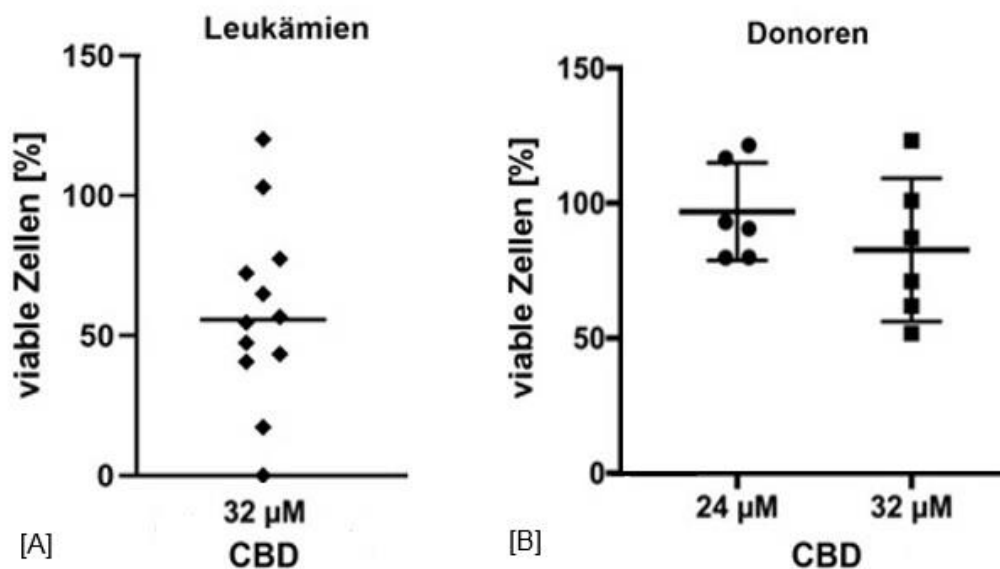 Leukämien
150
100
50
0
viable Zellen [%]
32 µM
CBD
[A]
Donoren
150
100
50
0
viable Zellen [%]
24 µM
32 µM
CBD
[B]